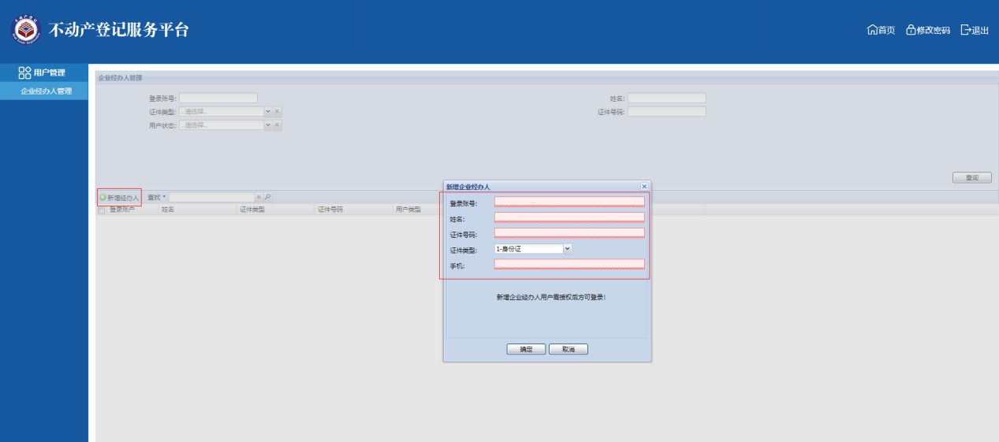 不动产登记服务平台
首页 修改密码 退出
用户管理
企业经办人管理
企业经办人管理
登录账号:
姓名:
证件类型: ..请选择..
证件号码:
用户状态: ..请选择..
查询
新增经办人 查找
登录账户 姓名 证件类型 证件号码 用户类型
新增企业经办人
登录账号:
姓名:
证件号码:
证件类型: 1-身份证
手机:
新增企业经办人用户需授权后方可登录!
确定 取消